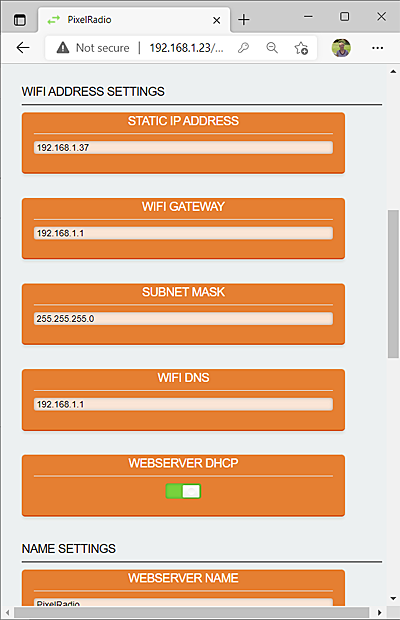 PixelRadio
Not secure | 192.168.1.23/...
WIFI ADDRESS SETTINGS
STATIC IP ADDRESS
192.168.1.37
WIFI GATEWAY
192.168.1.1
SUBNET MASK
255.255.255.0
WIFI DNS
192.168.1.1
WEBSERVER DHCP
NAME SETTINGS
WEBSERVER NAME
PixelRadio